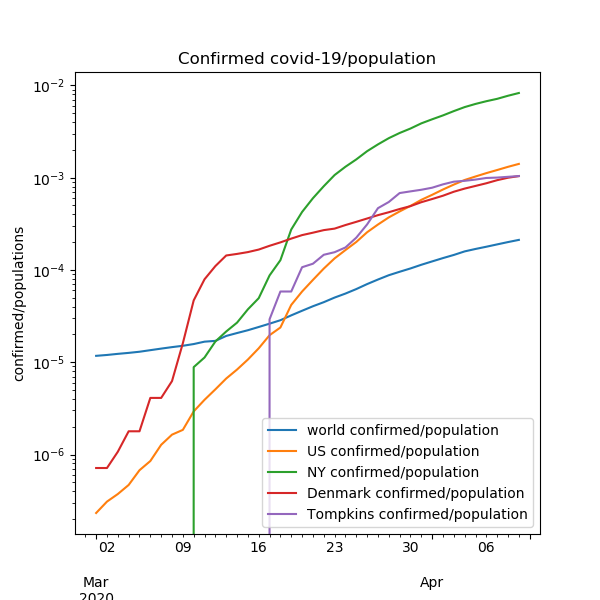 Confirmed covid-19/population
confirmed/populations
10⁻²
10⁻³
10⁻⁴
10⁻⁵
10⁻⁶
world confirmed/population
US confirmed/population
NY confirmed/population
Denmark confirmed/population
Tompkins confirmed/population
02 09 16 23 30 06
Mar Apr
2020